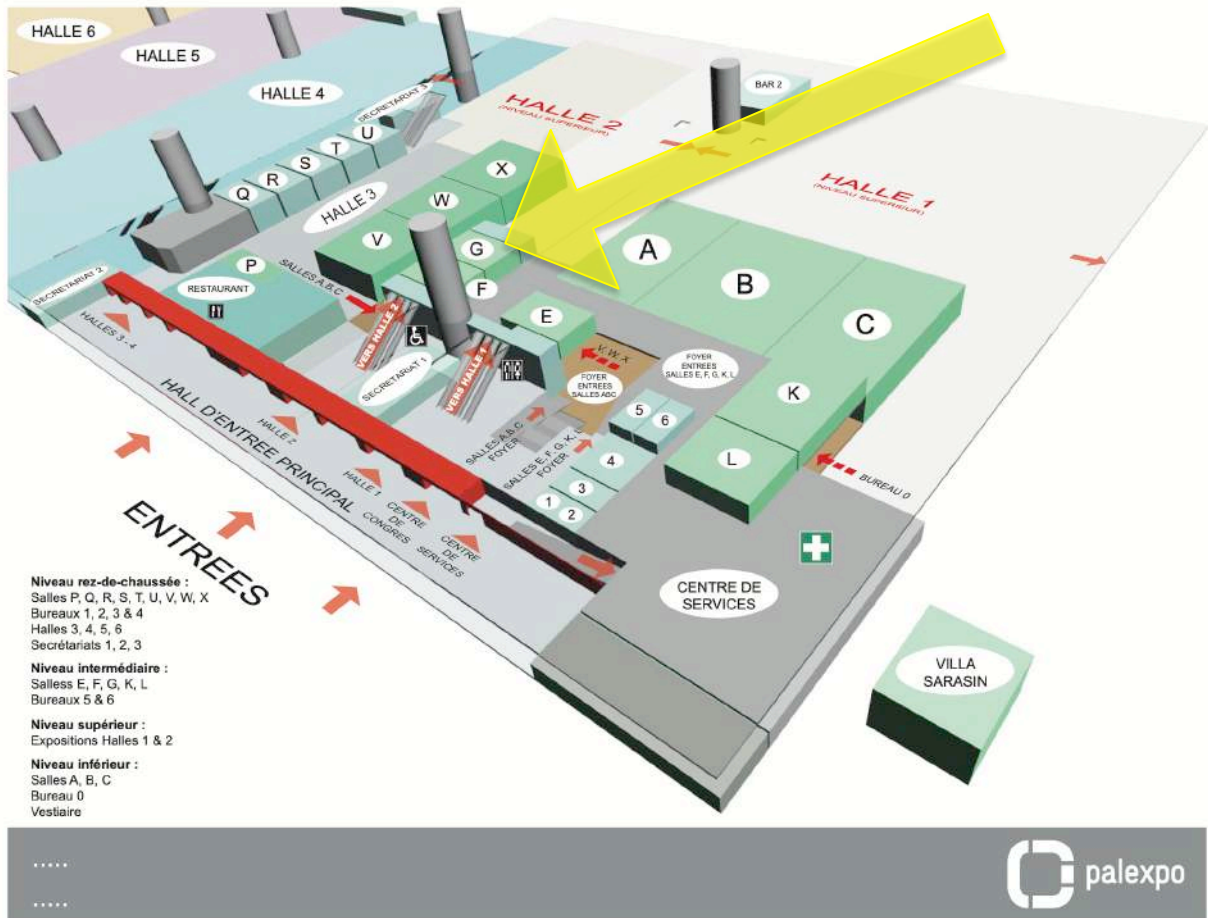 HALLE 6
HALLE 5
HALLE 4
SECRETARIAT 3
HALLE 2
(NIVEAU SUPERIEUR)
BAR 2
HALLE 1
(NIVEAU SUPERIEUR)
U
T
S
R
Q
HALLE 3
X
W
V
G
F
E
A
B
C
K
L
P
RESTAURANT
SECRETARIAT 2
HALLES 3 - 4
SALLES A,B,C
VERS HALLE 2
VERS HALLE 1
SECRETARIAT 1
V, W, X
FOYER
ENTREES
SALLES ABC
FOYER
ENTREES
SALLES E, F, G, K, L
5
6
4
3
1
2
SALLES A,B,C
FOYER
SALLES E, F, G, K, L
FOYER
BUREAU 0
HALL D'ENTREE PRINCIPAL
HALLE 2
HALLE 1
CENTRE
DE
CONGRES
CENTRE
DE
SERVICES
ENTREES
CENTRE DE
SERVICES
VILLA
SARASIN
Niveau rez-de-chaussée :
Salles P, Q, R, S, T, U, V, W, X
Bureaux 1, 2, 3 & 4
Halles 3, 4, 5, 6
Secrétariats 1, 2, 3
Niveau intermédiaire :
Salless E, F, G, K, L
Bureaux 5 & 6
Niveau supérieur :
Expositions Halles 1 & 2
Niveau inférieur :
Salles A, B, C
Bureau 0
Vestiaire
.....
.....
palexpo